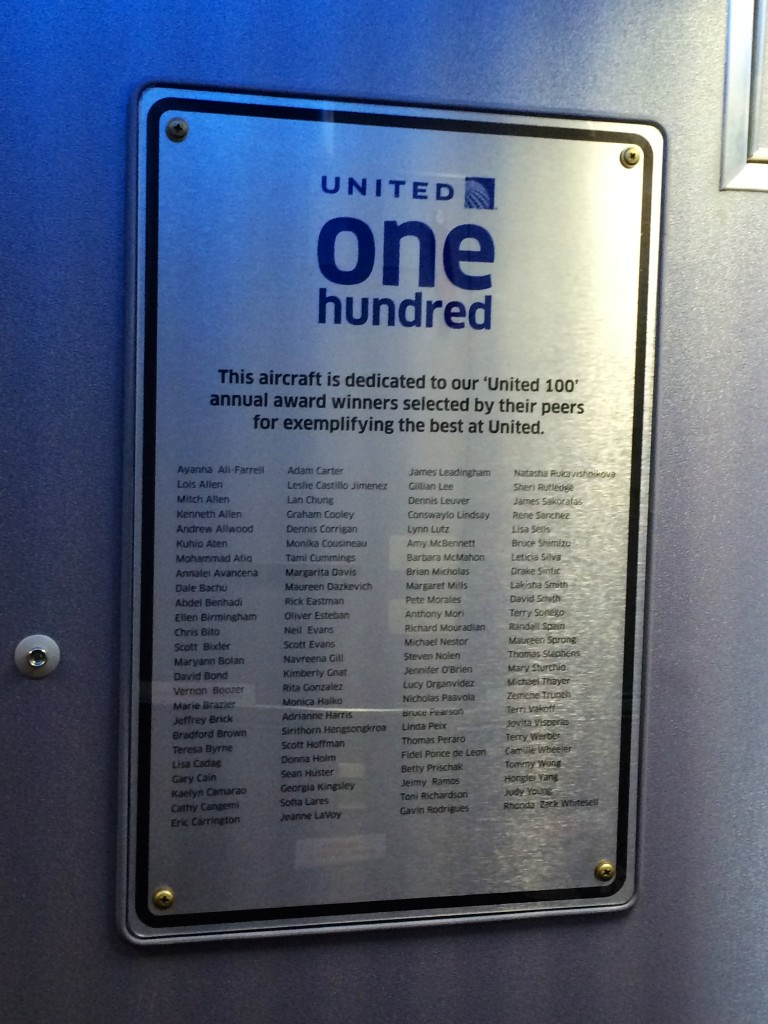 UNITED
one
hundred
This aircraft is dedicated to our ‘United 100’
annual award winners selected by their peers
for exemplifying the best at United.
Ayanna Ali-Farrell
Lois Allen
Mitch Allen
Kenneth Allen
Andrew Allwood
Kuhio Aten
Mohammad Atiq
Annalei Avancena
Dale Bachu
Abdel Benhadi
Ellen Birmingham
Chris Bito
Scott Bixler
Maryann Bolan
David Bond
Vernon Boozer
Marie Brazier
Jeffrey Brick
Bradford Brown
Teresa Byrne
Lisa Cadag
Gary Cain
Kaelyn Camarao
Cathy Cangemi
Eric Carrington
Adam Carter
Leslie Castillo Jimenez
Lan Chung
Graham Cooley
Dennis Corrigan
Monika Cousineau
Tami Cummings
Margarita Davis
Maureen Dazkevich
Rick Eastman
Oliver Esteban
Neil Evans
Scott Evans
Navreena Gill
Kimberly Gnat
Rita Gonzalez
Monica Haiko
Adrianne Harris
Sirithorn Hengsongkroa
Scott Hoffman
Donna Holm
Sean Huster
Georgia Kingsley
Sofia Lares
Jeanne LaVoy
James Leadingham
Gillian Lee
Dennis Leuver
Conswaylo Lindsay
Lynn Lutz
Amy McBennett
Barbara McMahon
Brian Micholas
Margaret Mills
Pete Morales
Anthony Mori
Richard Mouradian
Michael Nestor
Steven Nolen
Jennifer O'Brien
Lucy Organvidez
Nicholas Paavola
Bruce Pearson
Linda Peix
Thomas Peraro
Fidel Ponce de Leon
Betty Prischak
Jeimy Ramos
Toni Richardson
Gavin Rodrigues
Natasha Rukavishnikova
Sheri Rutledge
James Sakoratas
Rene Sanchez
Lisa Sells
Bruce Shimizu
Leticia Silva
Drake Sintic
Lakisha Smith
David Smith
Terry Sonego
Randall Spain
Maureen Sprong
Thomas Stephens
Mary Sturchio
Michael Thayer
Zemene
Terri Vakoff
Jovita Visperas
Terry Werber
Camille Wheeler
Tommy Wong
Honglei Yang
Judy Young
Rhonda Zack Whitesell